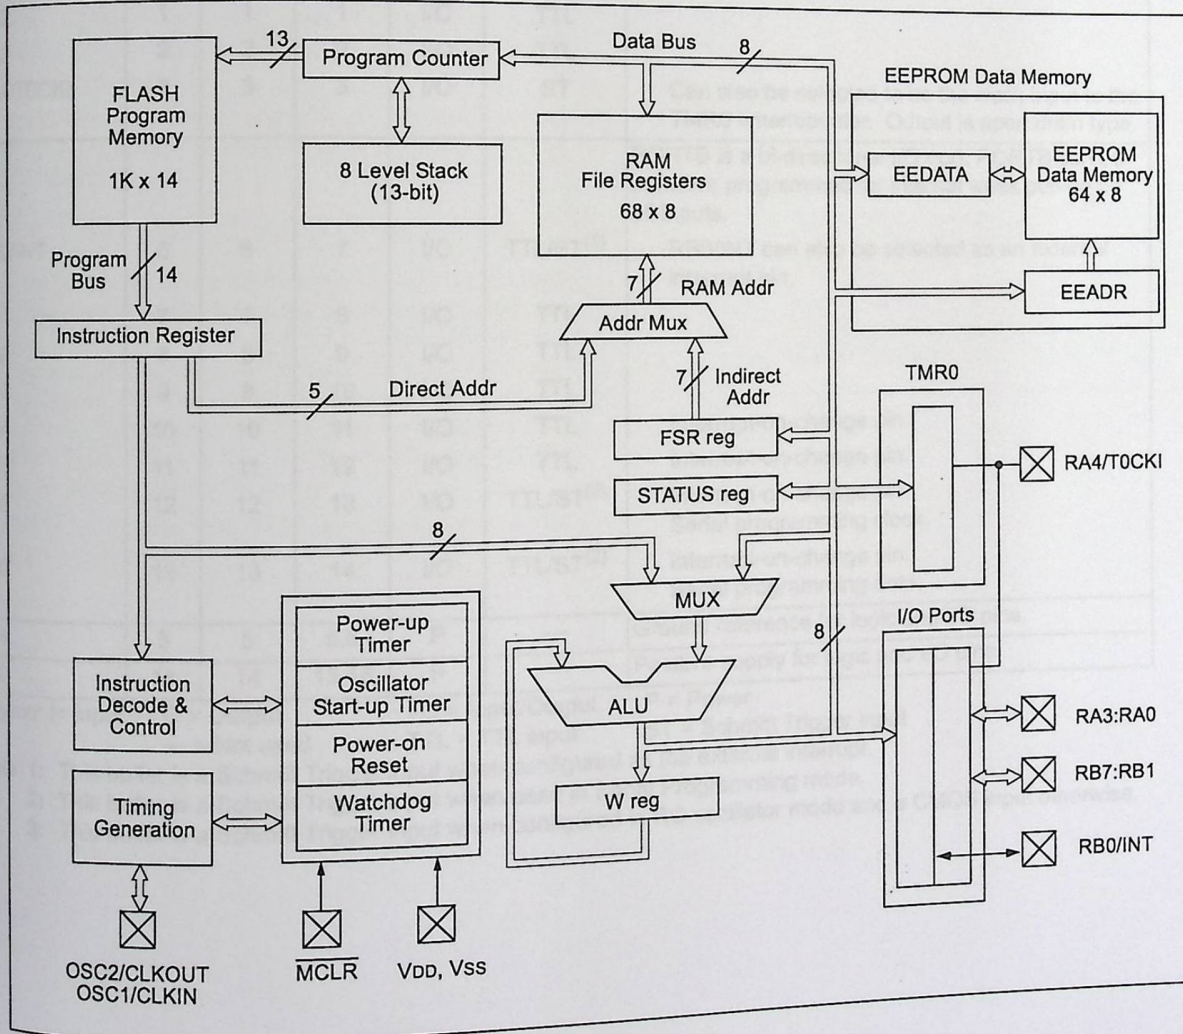 13
Program Counter
Data Bus
8
EEPROM Data Memory
FLASH
Program
Memory
1K x 14
8 Level Stack
(13-bit)
RAM
File Registers
68 x 8
EEDATA
EEPROM
Data Memory
64 x 8
Program
Bus
14
7
RAM Addr
EEADR
Instruction Register
Addr Mux
5
Direct Addr
7
Indirect
Addr
TMR0
FSR reg
RA4/T0CKI
STATUS reg
8
MUX
8
I/O Ports
Power-up
Timer
Instruction
Decode &
Control
Oscillator
Start-up Timer
ALU
RA3:RA0
Power-on
Reset
RB7:RB1
Timing
Generation
Watchdog
Timer
W reg
RB0/INT
OSC2/CLKOUT
OSC1/CLKIN
MCLR
VDD, VSS